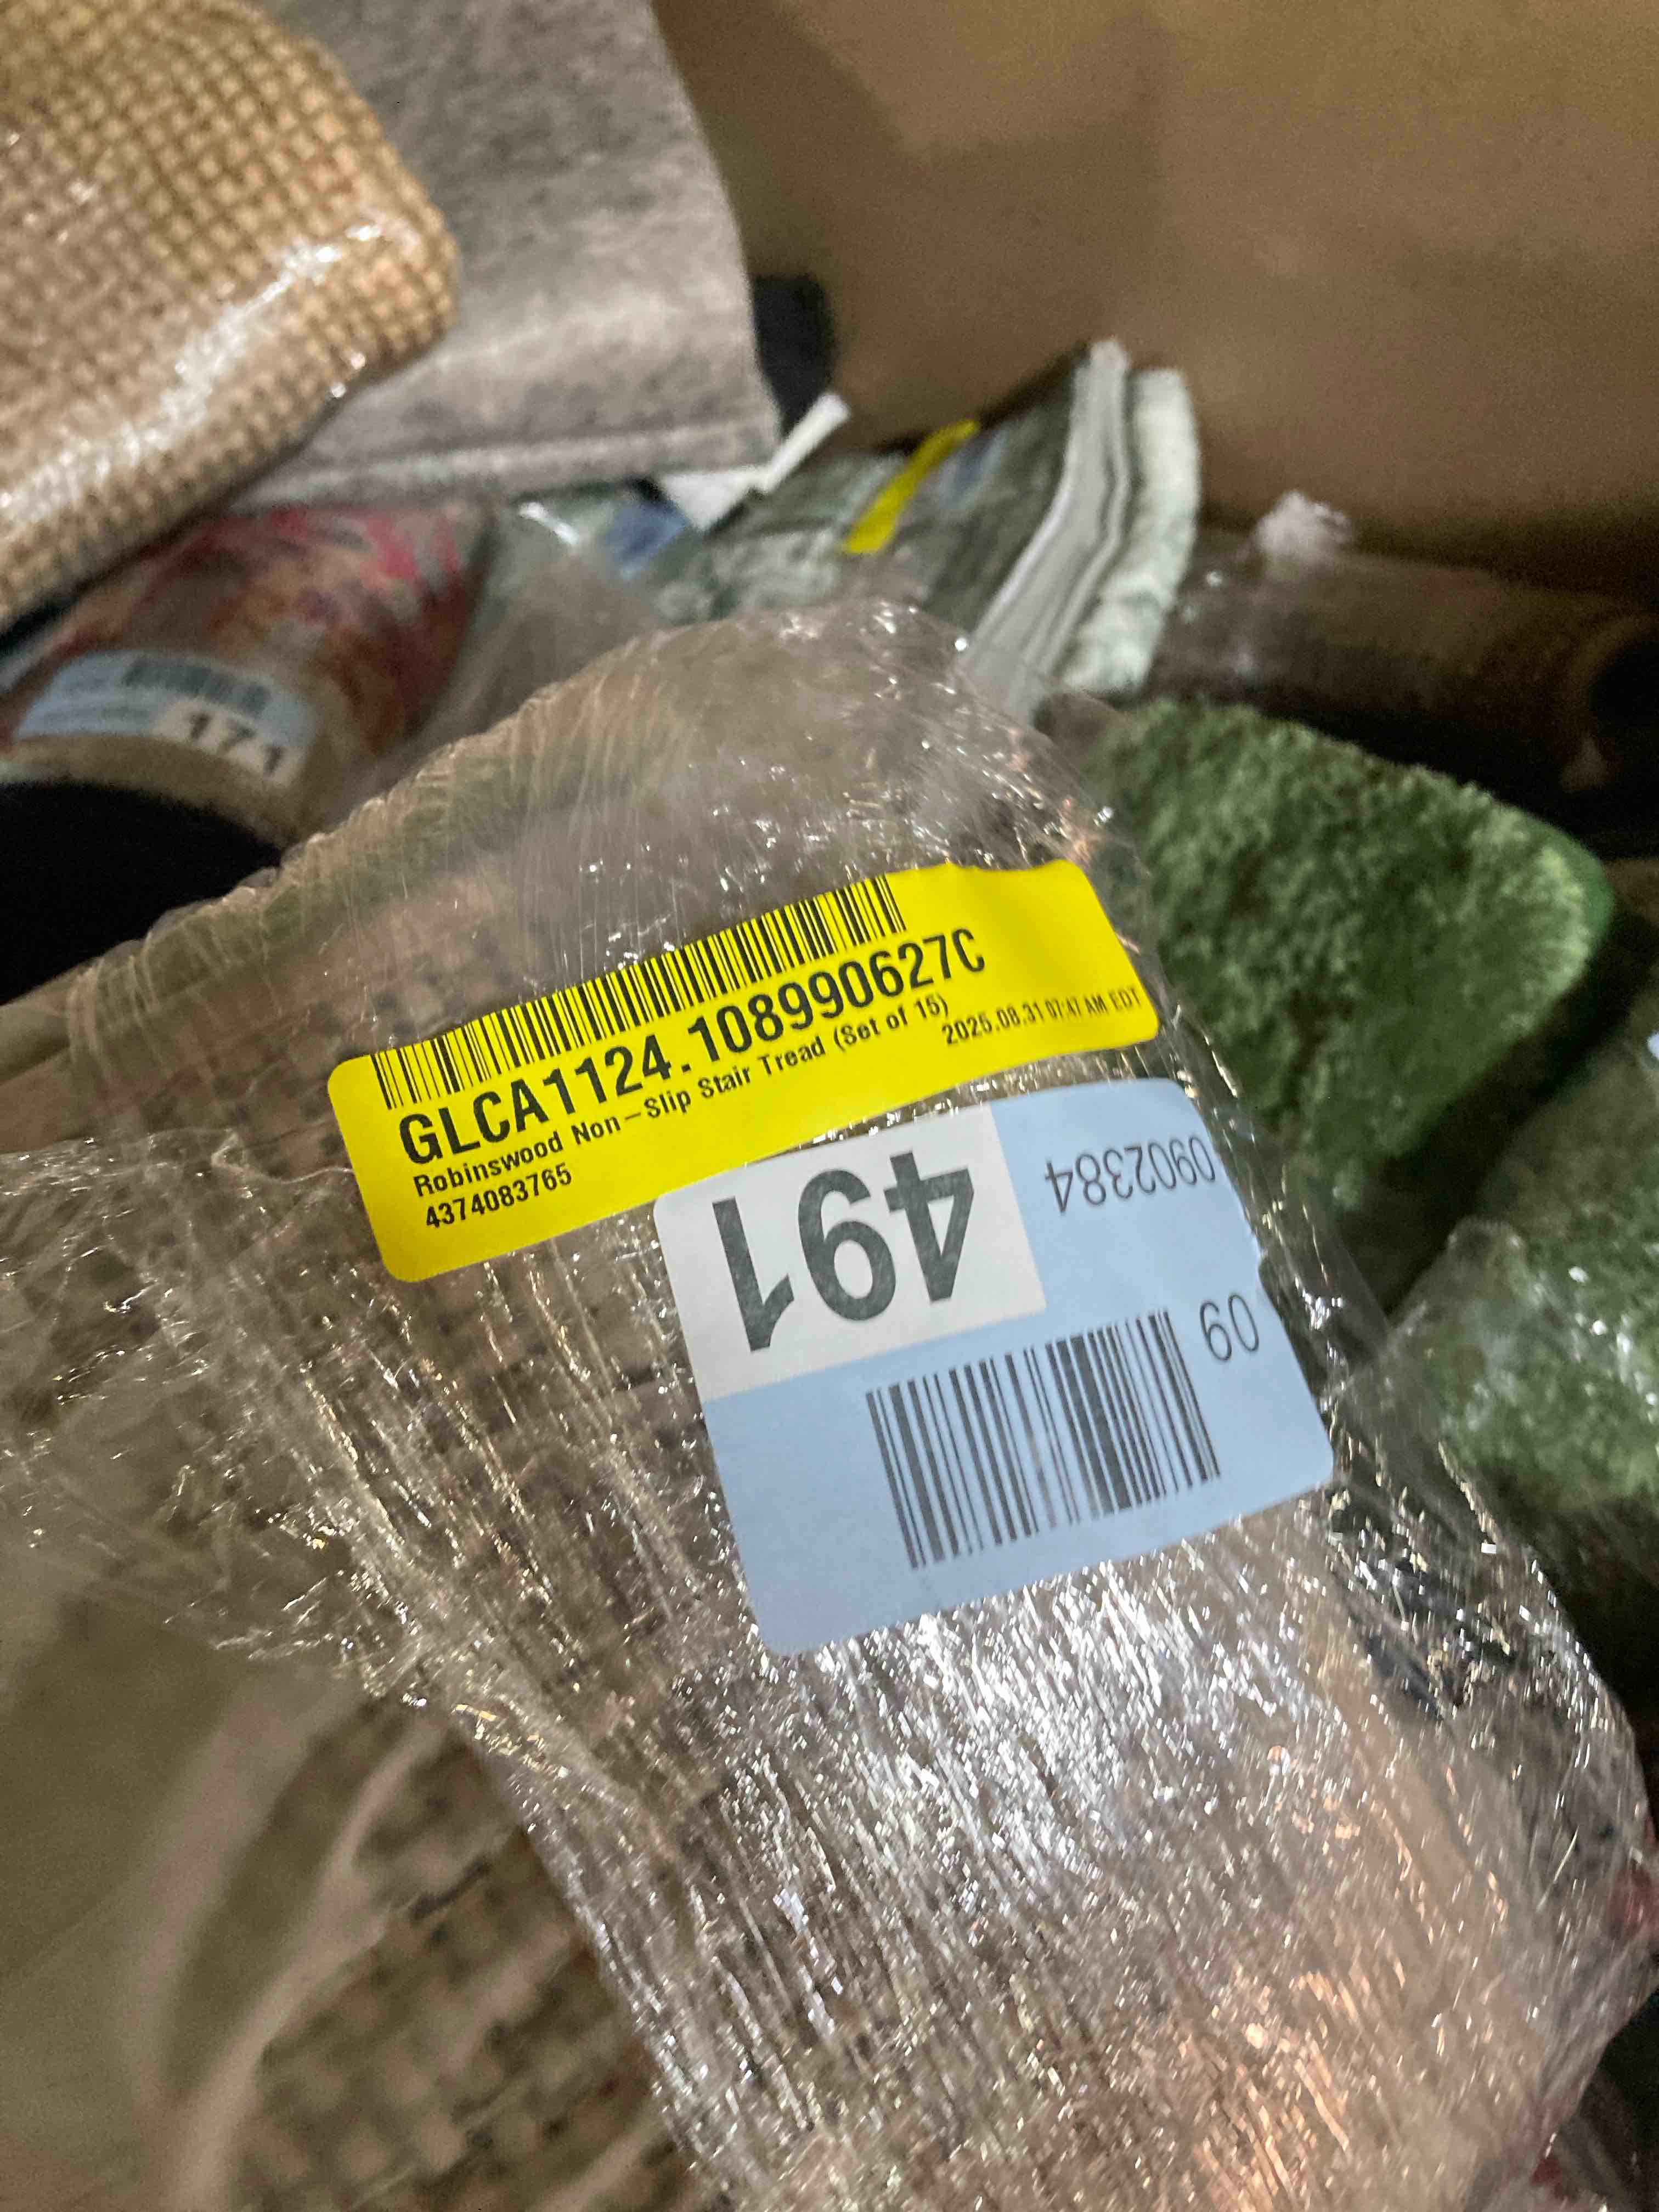 171
GLCA1124.108990627C
Robinswood Non-Slip Stair Tread (Set of 15)
4374083765
2025.08.31 07:47 AM EDT
491
0902384
09